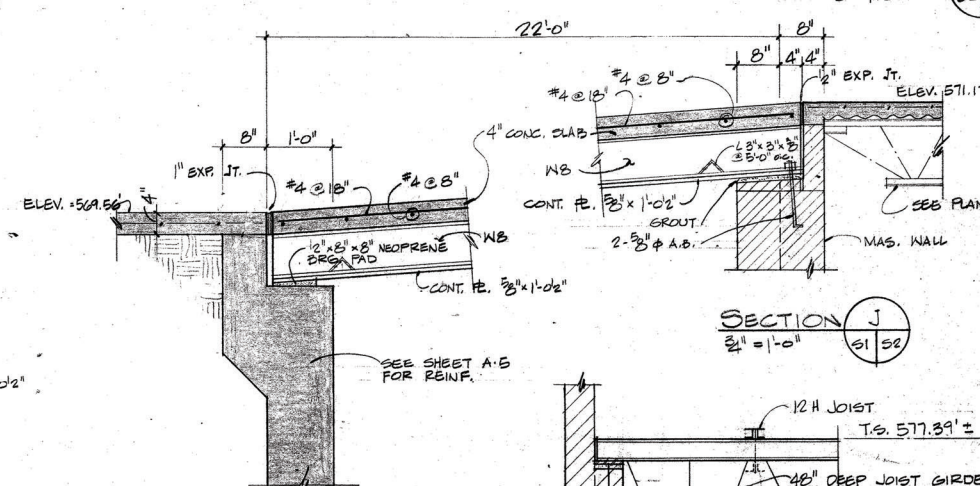 22'-0"
8"
8"
4"
4"
1/2" EXP. JT.
ELEV. 571.1
#4 @ 8"
#4 @ 18"
4" CONC. SLAB
L 3" x 3" x 3/8"
@ 5'-0" o.c.
W8
CONT. PL. 5/8" x 1'-0 1/2"
GROUT
2 - 5/8" φ A.B.
SEE PLAN
MAS. WALL
8"
1'-0"
1" EXP. JT.
#4 @ 18"
#4 @ 8"
ELEV. = 569.56'
4"
1/2" x 8" x 8" NEOPRENE
BRG. PAD
W8
CONT. PL. 5/8" x 1'-0 1/2"
SEE SHEET A-5
FOR REINF.
SECTION
J
3/4" = 1'-0"
S1
S2
12 H JOIST
T.S. 577.39' ±
48" DEEP JOIST GIRDE